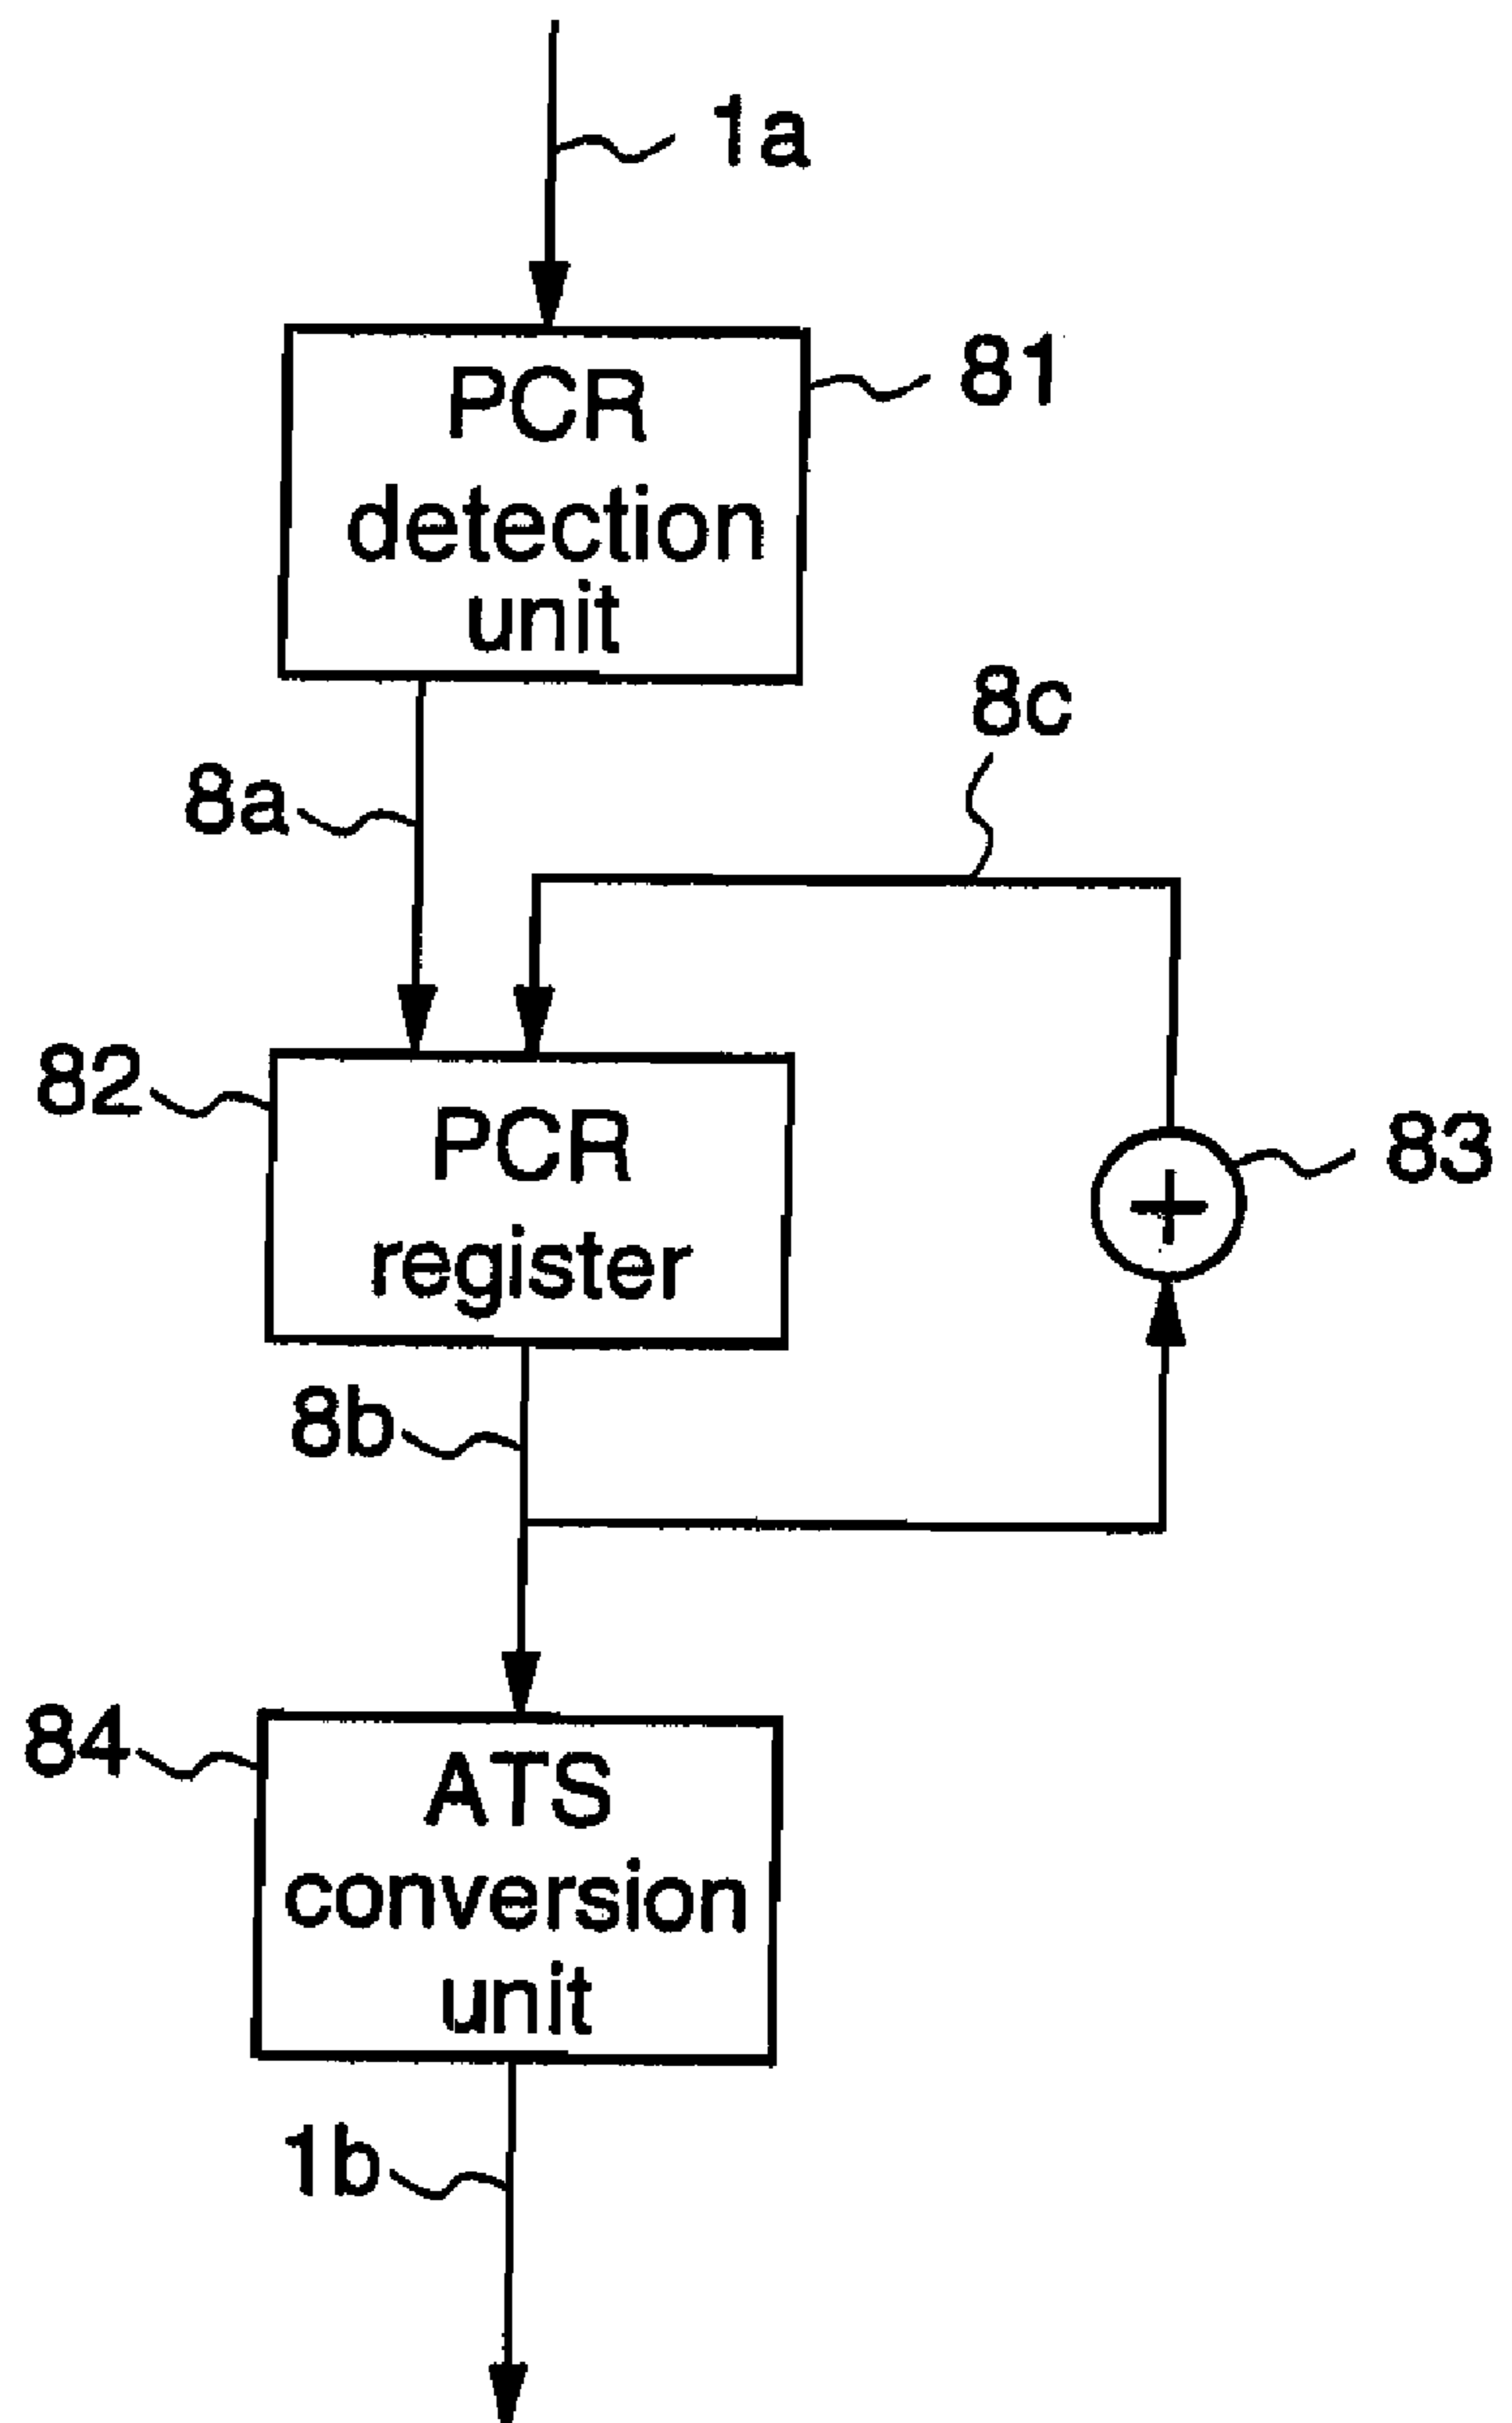 1a
PCR
detection
unit
81
8a
8c
82
PCR
register
83
8b
84
ATS
conversion
unit
1b